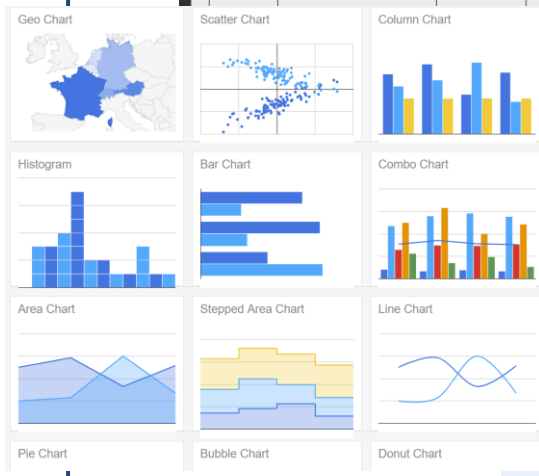 Geo Chart
Scatter Chart
Column Chart
Histogram
Bar Chart
Combo Chart
Area Chart
Stepped Area Chart
Line Chart
Pie Chart
Bubble Chart
Donut Chart